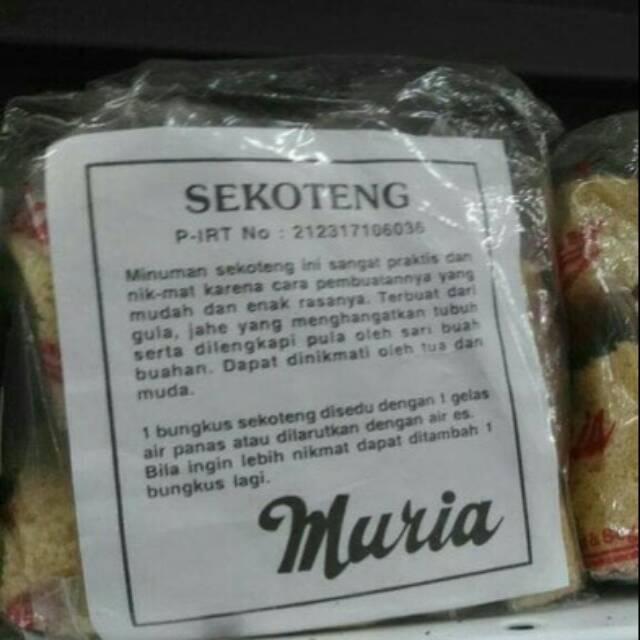 SEKOTENG
P-IRT No : 212317106036
Minuman sekoteng ini sangat praktis dan
nik-mat karena cara pembuatannya yang
mudah dan enak rasanya. Terbuat dari
gula, jahe yang menghangatkan tubuh
serta dilengkapi pula oleh sari buah
buahan. Dapat dinikmati oleh tua dan
muda.
1 bungkus sekoteng disedu dengan 1 gelas
air panas atau dilarutkan dengan air es.
Bila ingin lebih nikmat dapat ditambah 1
bungkus lagi.
Muria